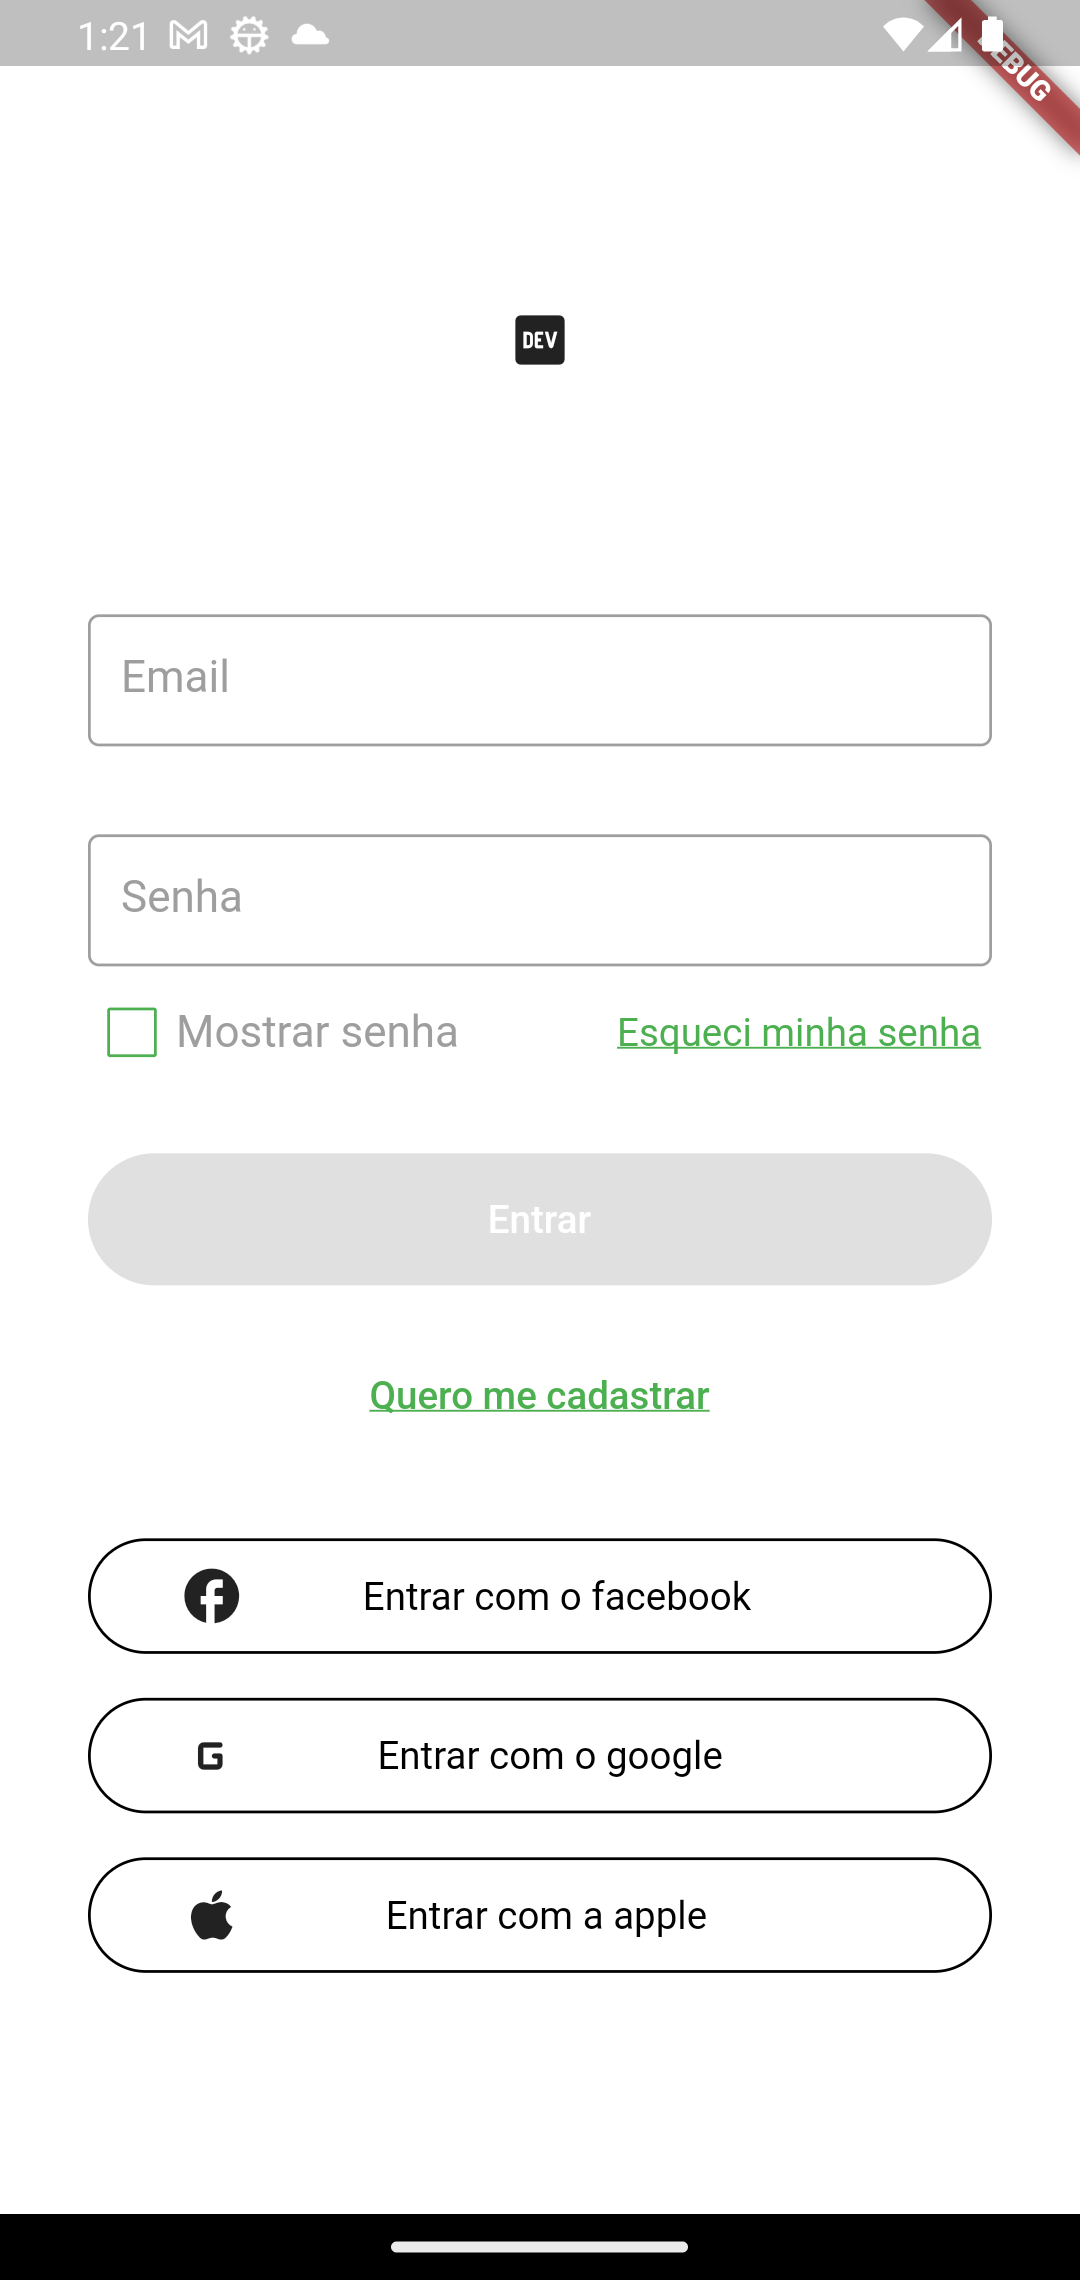 1:21
DEBUG
DEV
Email
Senha
Mostrar senha
Esqueci minha senha
Entrar
Quero me cadastrar
Entrar com o facebook
G
Entrar com o google
Entrar com a apple